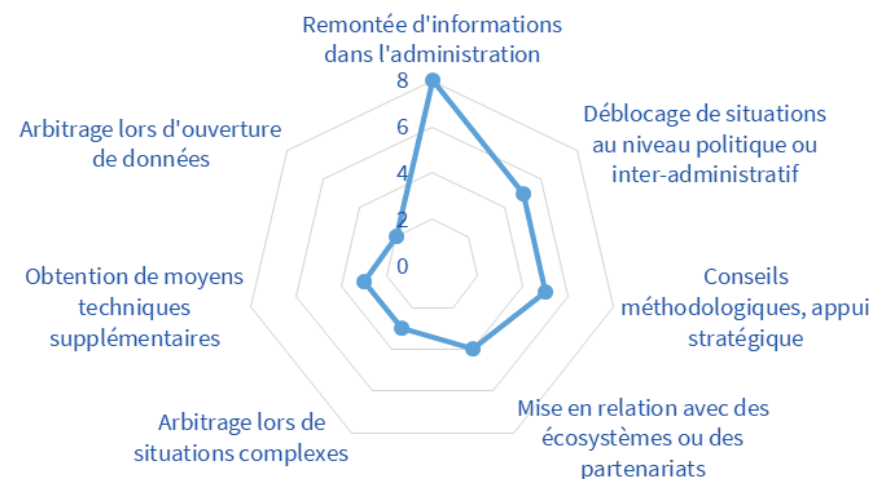 Remontée d'informations
dans l'administration
8
6
4
2
0
Déblocage de situations
au niveau politique ou
inter-administratif
Conseils
méthodologiques, appui
stratégique
Mise en relation avec des
écosystèmes ou des
partenariats
Arbitrage lors de
situations complexes
Obtention de moyens
techniques
supplémentaires
Arbitrage lors d'ouverture
de données